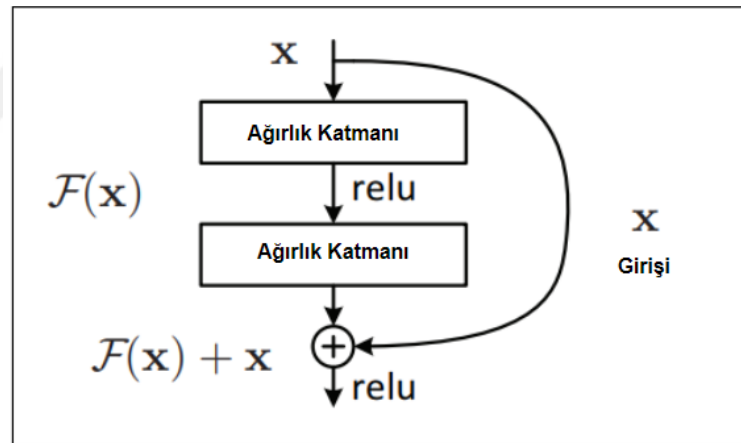 x
Ağırlık Katmanı
F(x)
relu
Ağırlık Katmanı
x
Girişi
F(x) + x
+
relu